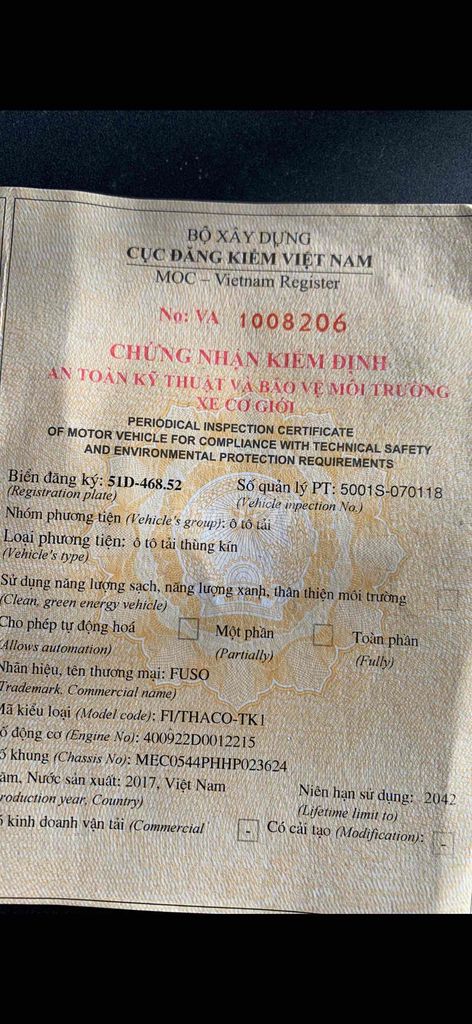 BỘ XÂY DỰNG
CỤC ĐĂNG KIỂM VIỆT NAM
MOC – Vietnam Register
No: VA 1008206
CHỨNG NHẬN KIỂM ĐỊNH
AN TOÀN KỸ THUẬT VÀ BẢO VỆ MÔI TRƯỜNG
XE CƠ GIỚI
PERIODICAL INSPECTION CERTIFICATE
OF MOTOR VEHICLE FOR COMPLIANCE WITH TECHNICAL SAFETY
AND ENVIRONMENTAL PROTECTION REQUIREMENTS
Biển đăng ký: 51D-468.52 Số quản lý PT: 5001S-070118
(Registration plate) (Vehicle inpection No.)
Nhóm phương tiện (Vehicle's group): ô tô tải
Loại phương tiện: ô tô tải thùng kín
(Vehicle's type)
Sử dụng năng lượng sạch, năng lượng xanh, thân thiện môi trường
(Clean, green energy vehicle)
Cho phép tự động hoá Một phần Toàn phần
(Allows automation) (Partially) (Fully)
Nhãn hiệu, tên thương mại: FUSO
Trademark, Commercial name)
Mã kiểu loại (Model code): FI/THACO-TK1
ố động cơ (Engine No): 400922D0012215
ố khung (Chassis No): MEC0544PHHP023624
ăm, Nước sản xuất: 2017, Việt Nam Niên hạn sử dụng: 2042
roduction year, Country) (Lifetime limit to)
ó kinh doanh vận tải (Commercial - Có cải tạo (Modification): -